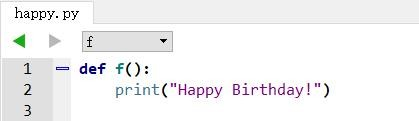 happy.py
f
1 def f():
2     print("Happy Birthday!")
3